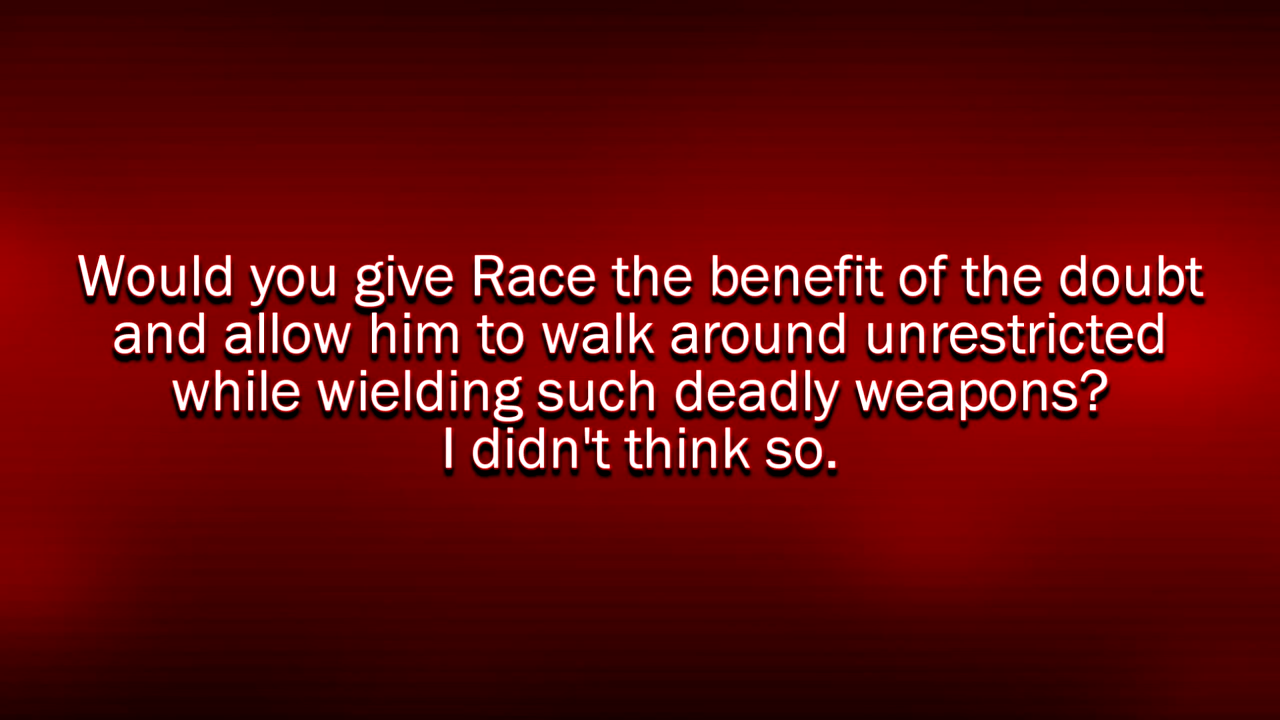 Would you give Race the benefit of the doubt
and allow him to walk around unrestricted
while wielding such deadly weapons?
I didn't think so.